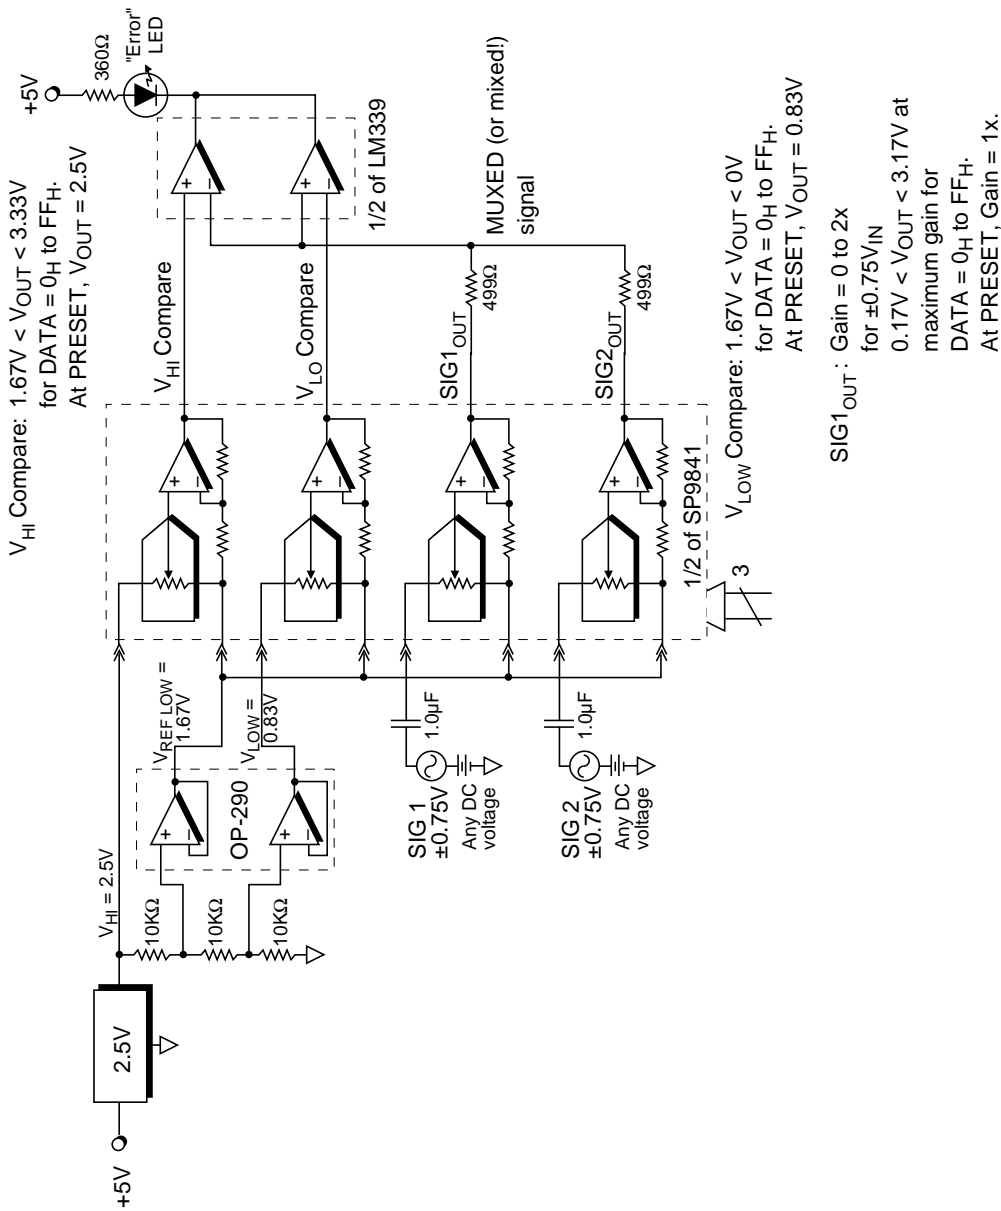 V_HI Compare: 1.67V < V_OUT < 3.33V
for DATA = 0_H to FF_H.
At PRESET, V_OUT = 2.5V
+5V
360Ω
"Error"
LED
1/2 of LM339
V_HI Compare
V_LO Compare
SIG1_OUT
499Ω
SIG2_OUT
499Ω
MUXED (or mixed!)
signal
+
–
+
–
+
–
+
–
+
–
+
–
1/2 of SP9841
3
V_REF LOW =
1.67V
V_LOW =
0.83V
OP-290
+
–
+
–
V_HI = 2.5V
10KΩ
10KΩ
10KΩ
2.5V
+5V
1.0µF
SIG 1
±0.75V
Any DC
voltage
1.0µF
SIG 2
±0.75V
Any DC
voltage
V_LOW Compare: 1.67V < V_OUT < 0V
for DATA = 0_H to FF_H.
At PRESET, V_OUT = 0.83V
SIG1_OUT : Gain = 0 to 2x
for ±0.75V_IN
0.17V < V_OUT < 3.17V at
maximum gain for
DATA = 0_H to FF_H.
At PRESET, Gain = 1x.